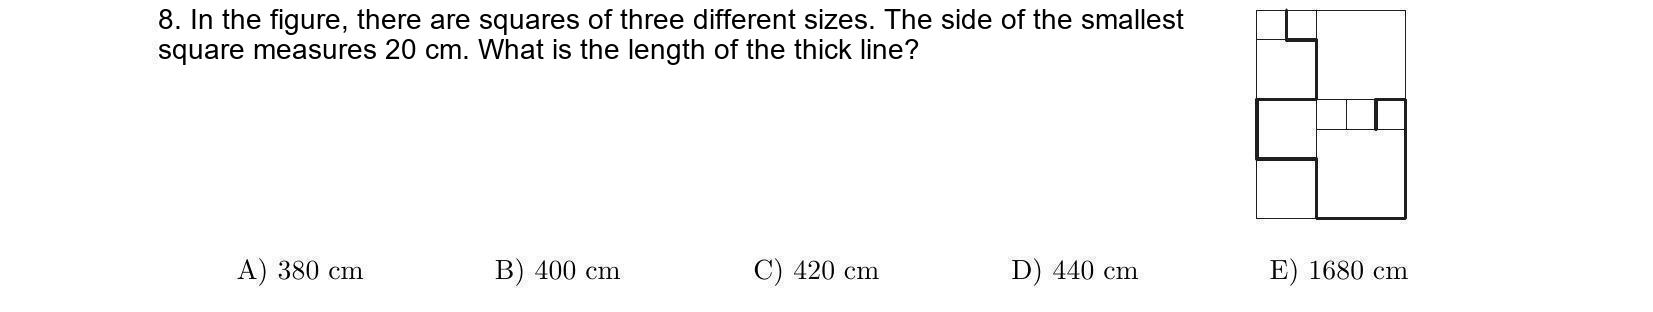 8. In the figure, there are squares of three different sizes. The side of the smallest
square measures 20 cm. What is the length of the thick line?
A) 380 cm B) 400 cm C) 420 cm D) 440 cm E) 1680 cm